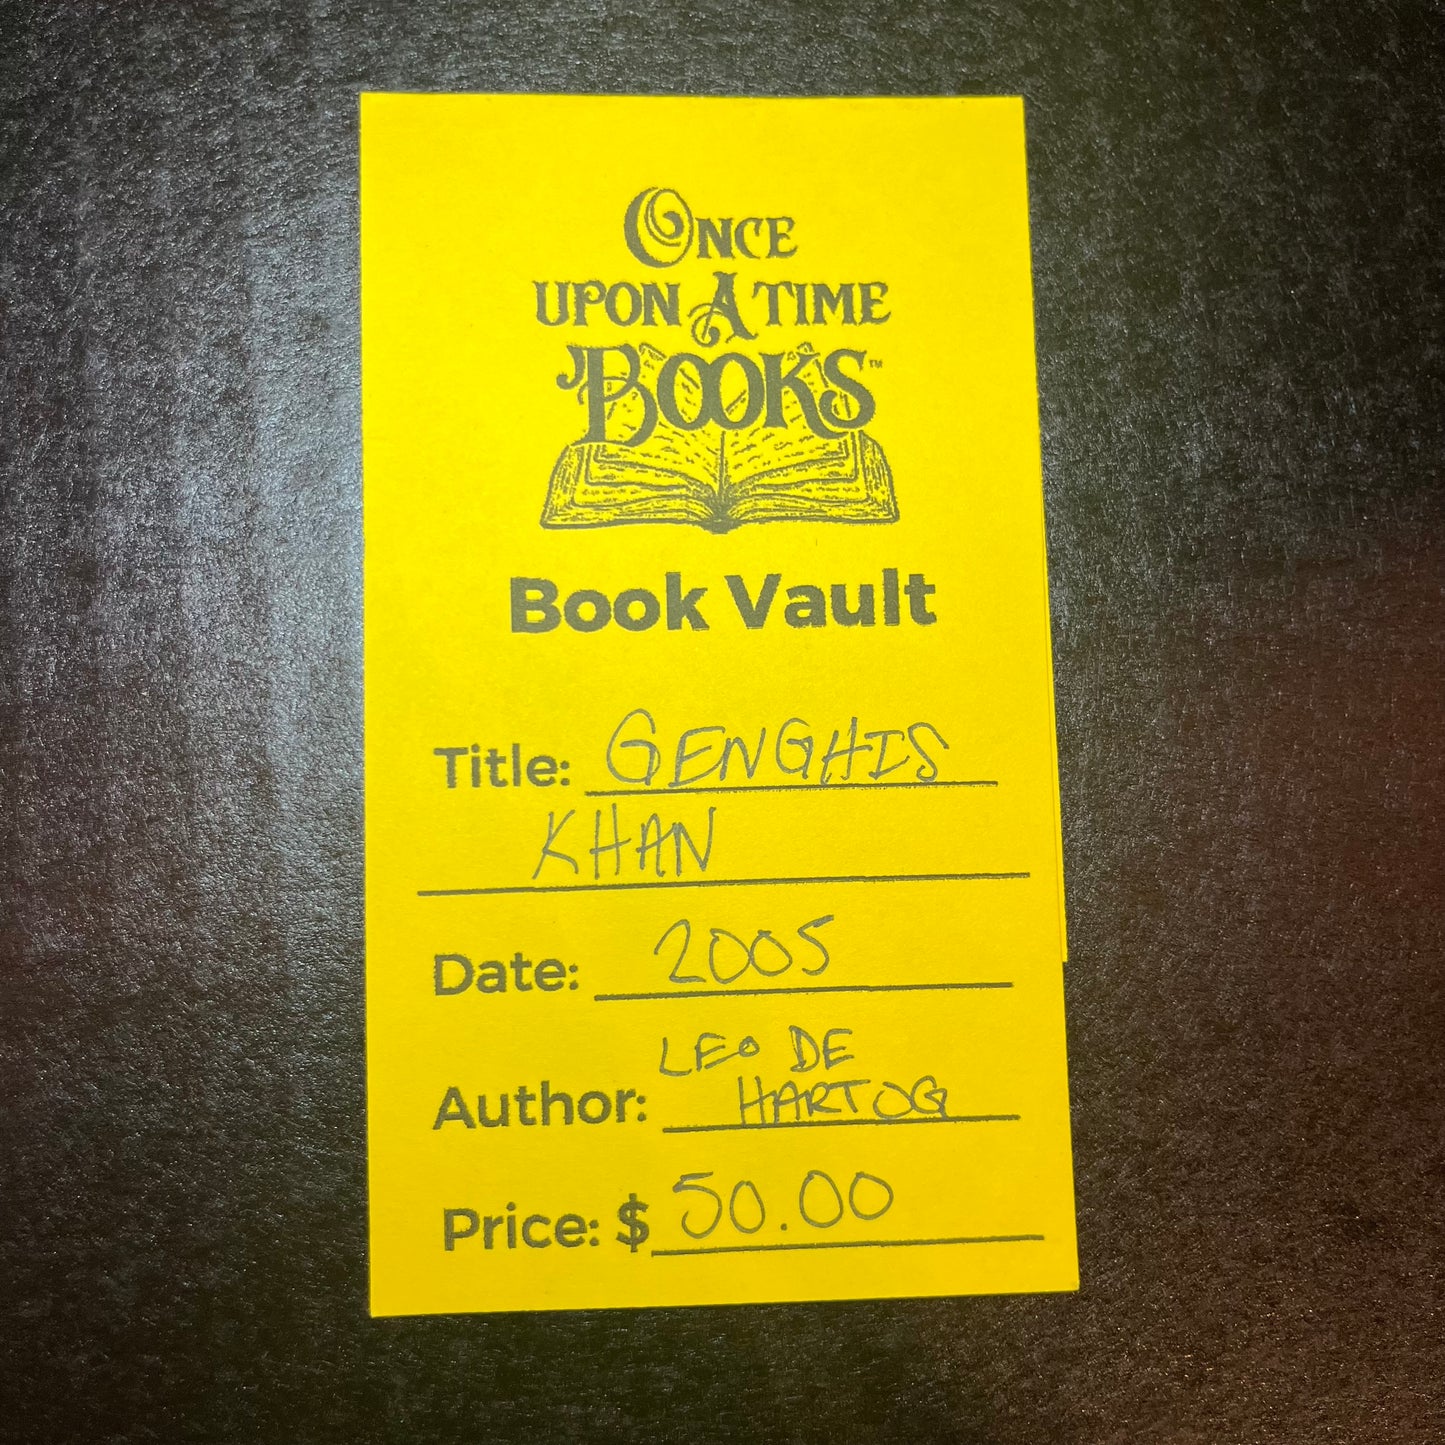 ONCE
UPON A TIME
BOOKS™
Book Vault
Title: GENGHIS
KHAN
Date: 2005
LEO DE
Author: HARTOG
Price: $ 50.00